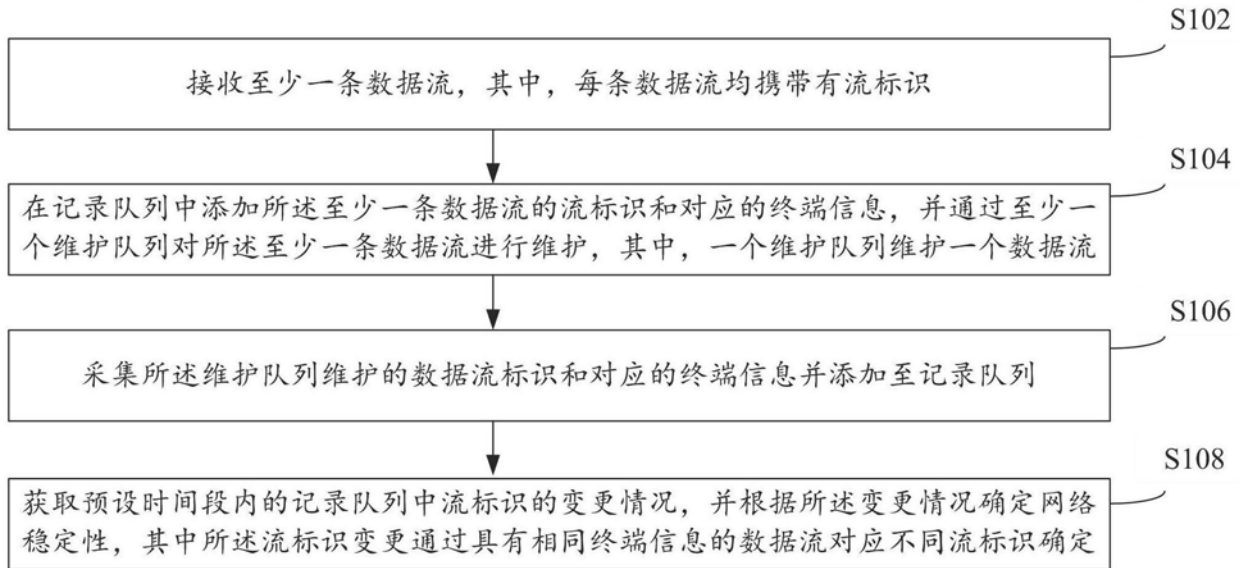 S102
接收至少一条数据流，其中，每条数据流均携带有流标识
S104
在记录队列中添加所述至少一条数据流的流标识和对应的终端信息，并通过至少一
个维护队列对所述至少一条数据流进行维护，其中，一个维护队列维护一个数据流
S106
采集所述维护队列维护的数据流标识和对应的终端信息并添加至记录队列
S108
获取预设时间段内的记录队列中流标识的变更情况，并根据所述变更情况确定网络
稳定性，其中所述流标识变更通过具有相同终端信息的数据流对应不同流标识确定